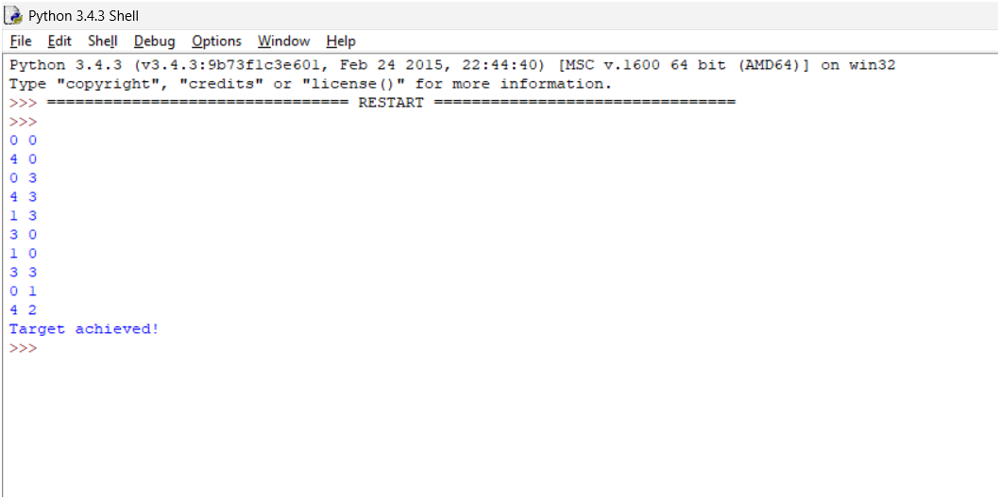 Python 3.4.3 Shell
File Edit Shell Debug Options Window Help
Python 3.4.3 (v3.4.3:9b73f1c3e601, Feb 24 2015, 22:44:40) [MSC v.1600 64 bit (AMD64)] on win32
Type "copyright", "credits" or "license()" for more information.
>>> ================================ RESTART ================================
>>>
0 0
4 0
0 3
4 3
1 3
3 0
1 0
3 3
0 1
4 2
Target achieved!
>>>